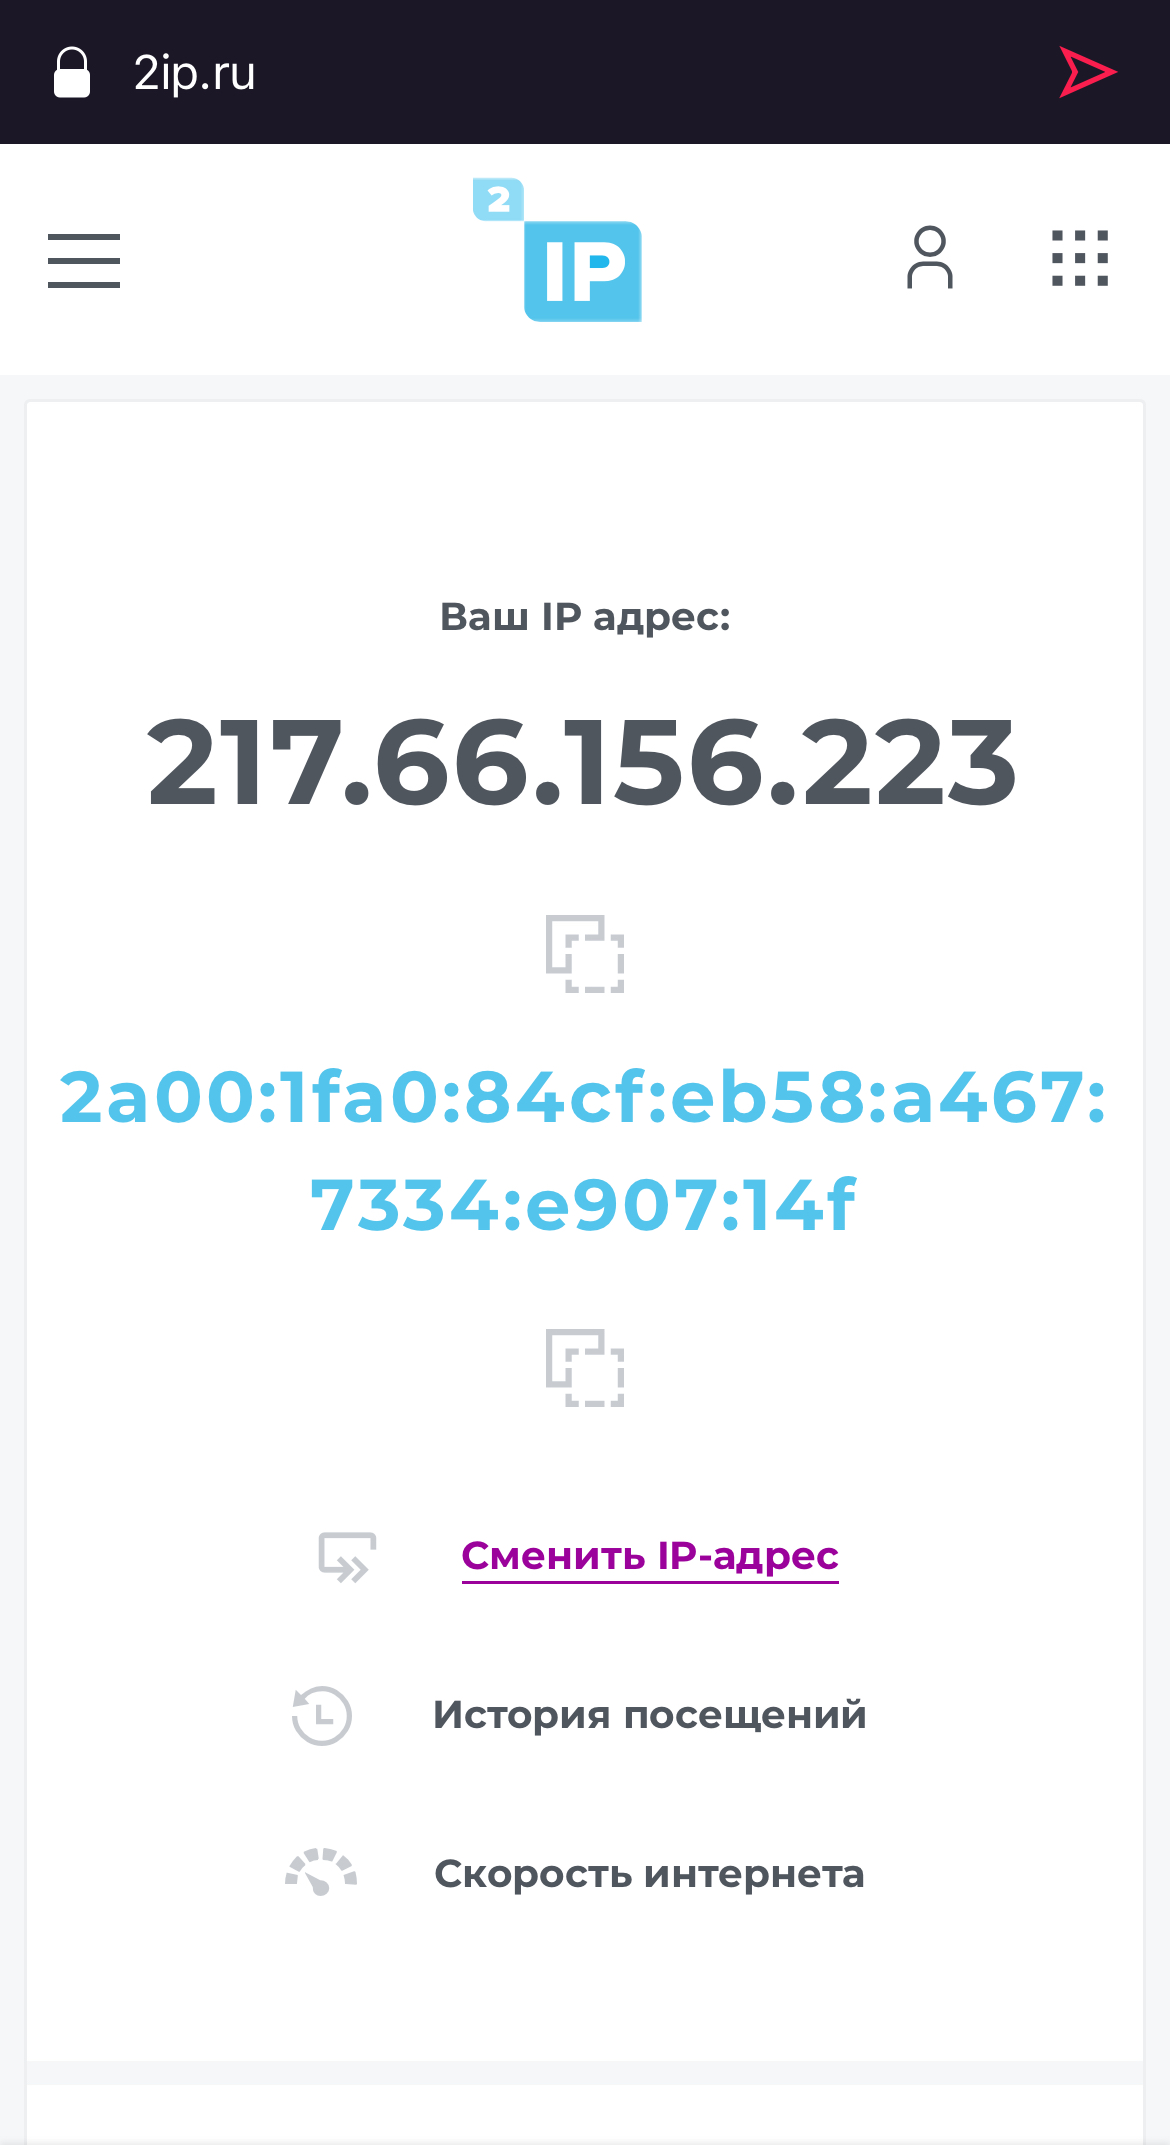 2ip.ru
2
IP
Ваш IP адрес:
217.66.156.223
2a00:1fa0:84cf:eb58:a467:
7334:e907:14f
Сменить IP-адрес
История посещений
Скорость интернета